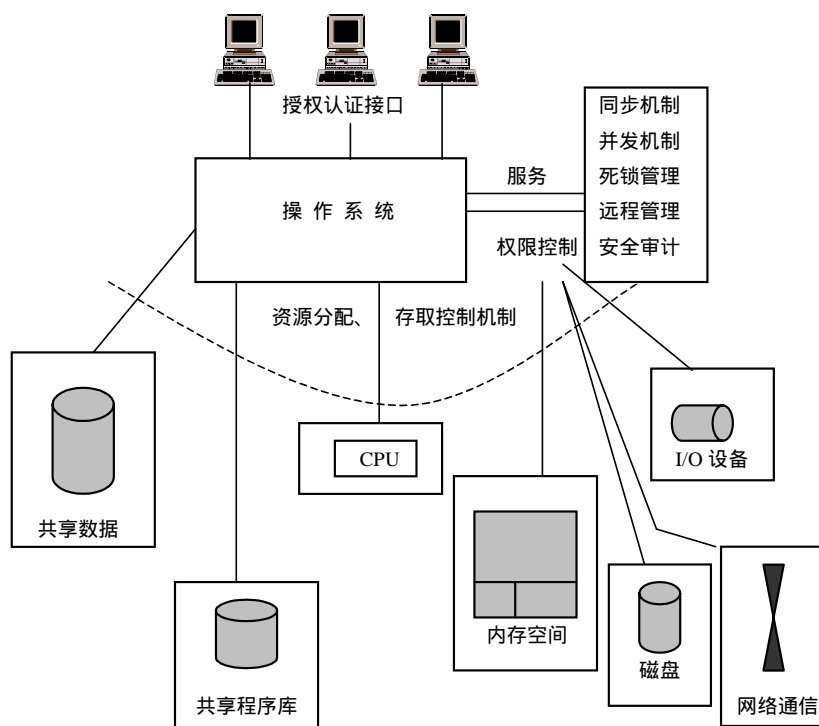 授权认证接口
同步机制
并发机制
死锁管理
远程管理
安全审计
服务
操 作 系 统
权限控制
资源分配、 存取控制机制
CPU
I/O 设备
共享数据
内存空间
磁盘
共享程序库
网络通信